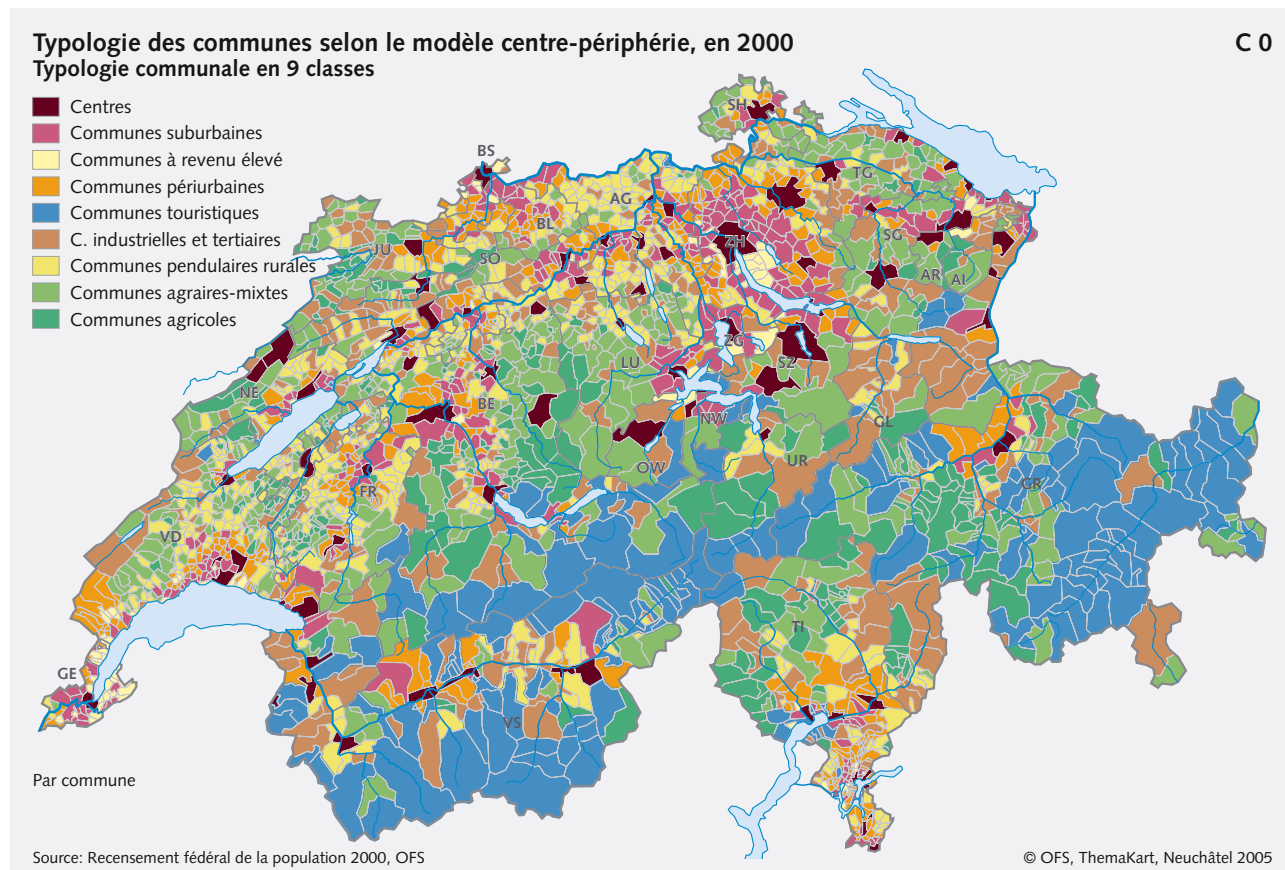 Typologie des communes selon le modèle centre-périphérie, en 2000
C 0
Typologie communale en 9 classes
Centres
Communes suburbaines
Communes à revenu élevé
Communes périurbaines
Communes touristiques
C. industrielles et tertiaires
Communes pendulaires rurales
Communes agraires-mixtes
Communes agricoles
SH
BS
TG
AG
BL
ZH
SG
JU
SO
AR
AI
ZG
LU
SZ
NE
BE
NW
GL
OW
UR
FR
GR
VD
TI
GE
VS
Par commune
Source: Recensement fédéral de la population 2000, OFS
© OFS, ThemaKart, Neuchâtel 2005